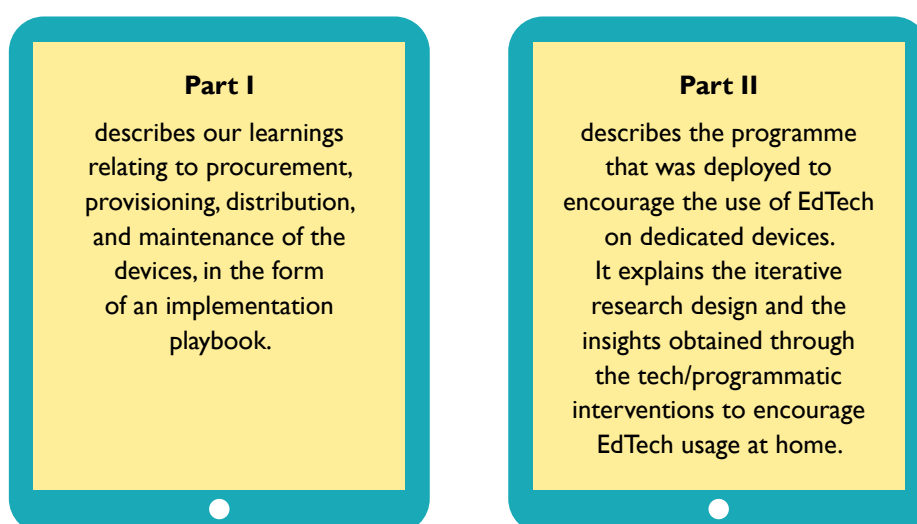 Part I
describes our learnings
relating to procurement,
provisioning, distribution,
and maintenance of the
devices, in the form
of an implementation
playbook.
Part II
describes the programme
that was deployed to
encourage the use of EdTech
on dedicated devices.
It explains the iterative
research design and the
insights obtained through
the tech/programmatic
interventions to encourage
EdTech usage at home.